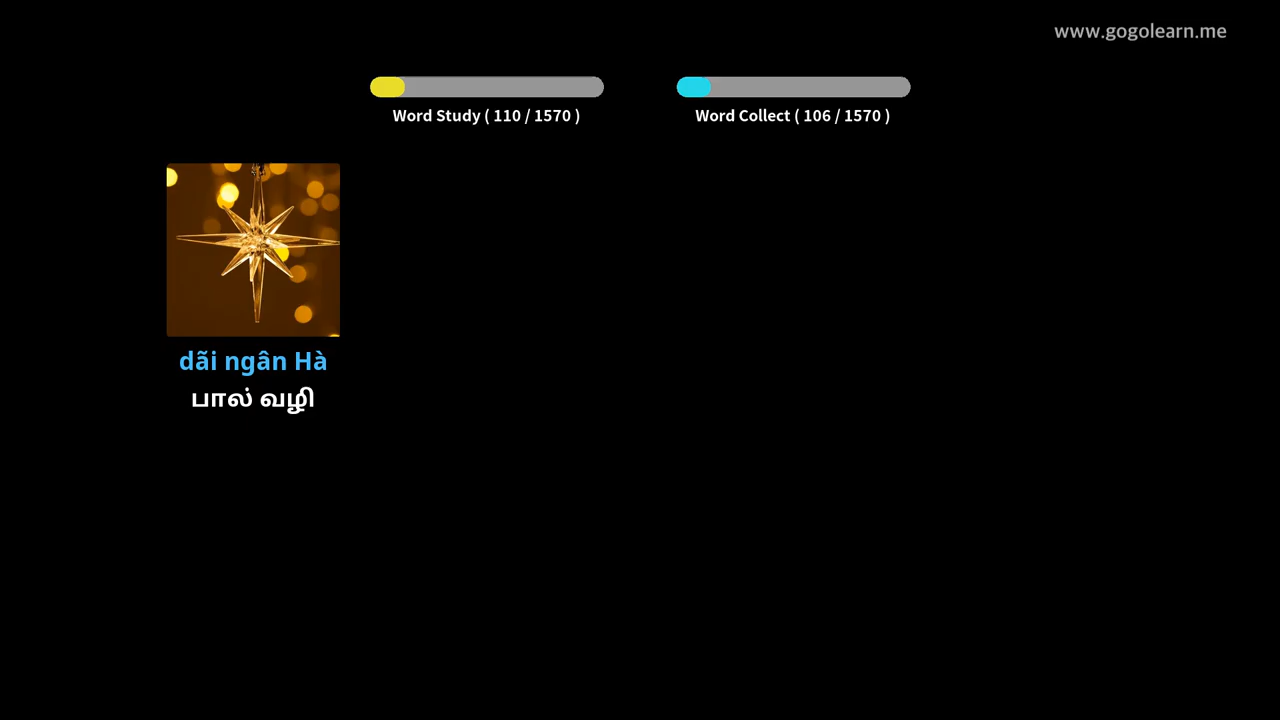 www.gogolearn.me
Word Study ( 110 / 1570 )
Word Collect ( 106 / 1570 )
dãi ngân Hà
பால் வழி